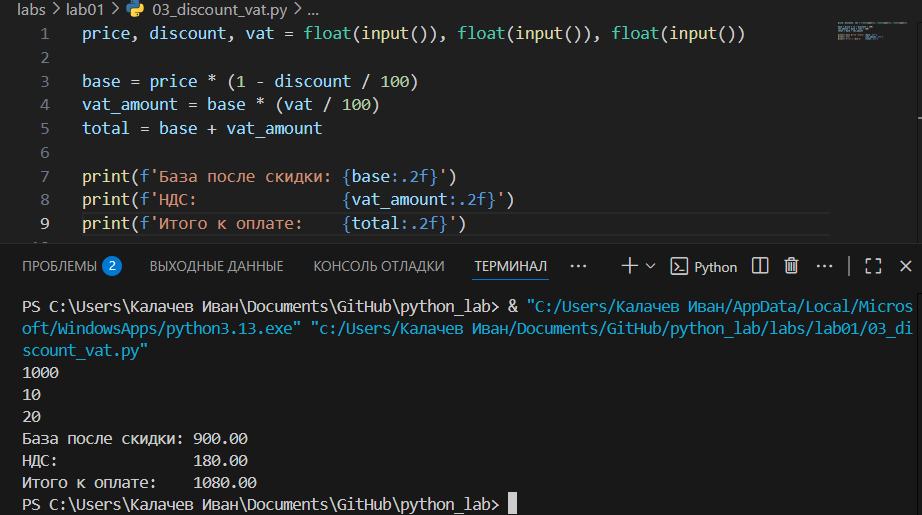 labs > lab01 > 03_discount_vat.py > ...
1 price, discount, vat = float(input()), float(input()), float(input())
2
3 base = price * (1 - discount / 100)
4 vat_amount = base * (vat / 100)
5 total = base + vat_amount
6
7 print(f'База после скидки: {base:.2f}')
8 print(f'НДС:               {vat_amount:.2f}')
9 print(f'Итого к оплате:    {total:.2f}')
ПРОБЛЕМЫ 2 ВЫХОДНЫЕ ДАННЫЕ КОНСОЛЬ ОТЛАДКИ ТЕРМИНАЛ ... Python ...
PS C:\Users\Калачев Иван\Documents\GitHub\python_lab> & "C:/Users/Калачев Иван/AppData/Local/Micros
oft/WindowsApps/python3.13.exe" "c:/Users/Калачев Иван/Documents/GitHub/python_lab/labs/lab01/03_di
scount_vat.py"
1000
10
20
База после скидки: 900.00
НДС:               180.00
Итого к оплате:    1080.00
PS C:\Users\Калачев Иван\Documents\GitHub\python_lab>